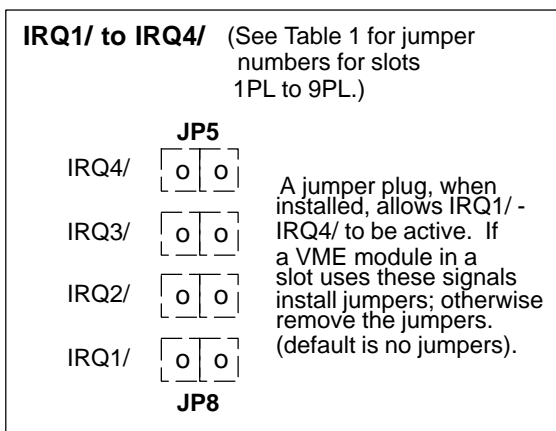 IRQ1/ to IRQ4/ (See Table 1 for jumper
numbers for slots
1PL to 9PL.)
JP5
IRQ4/ o o
IRQ3/ o o
IRQ2/ o o
IRQ1/ o o
JP8
A jumper plug, when
installed, allows IRQ1/ -
IRQ4/ to be active. If
a VME module in a
slot uses these signals
install jumpers; otherwise
remove the jumpers.
(default is no jumpers).